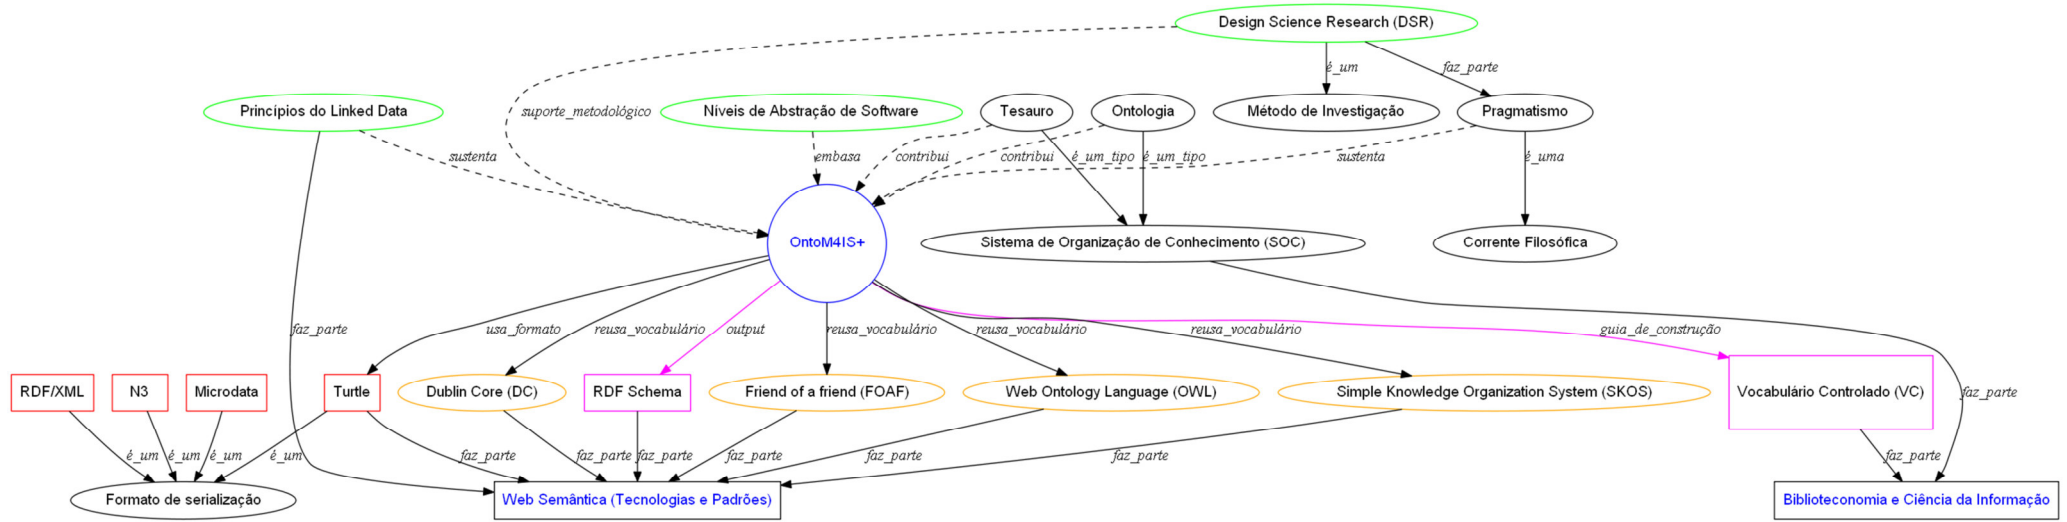 Design Science Research (DSR)
é_um
faz_parte
suporte_metodológico
Princípios do Linked Data
Níveis de Abstração de Software
Tesauro
Ontologia
Método de Investigação
Pragmatismo
sustenta
embasa
contribui
contribui
é_um_tipo
é_um_tipo
sustenta
é_uma
OntoM4IS+
Sistema de Organização de Conhecimento (SOC)
Corrente Filosófica
faz_parte
usa_formato
reusa_vocabulário
output
reusa_vocabulário
reusa_vocabulário
reusa_vocabulário
guia_de_construção
RDF/XML
N3
Microdata
Turtle
Dublin Core (DC)
RDF Schema
Friend of a friend (FOAF)
Web Ontology Language (OWL)
Simple Knowledge Organization System (SKOS)
Vocabulário Controlado (VC)
faz_parte
é_um
é_um
é_um
é_um
faz_parte
faz_parte
faz_parte
faz_parte
faz_parte
faz_parte
faz_parte
Formato de serialização
Web Semântica (Tecnologias e Padrões)
Biblioteconomia e Ciência da Informação